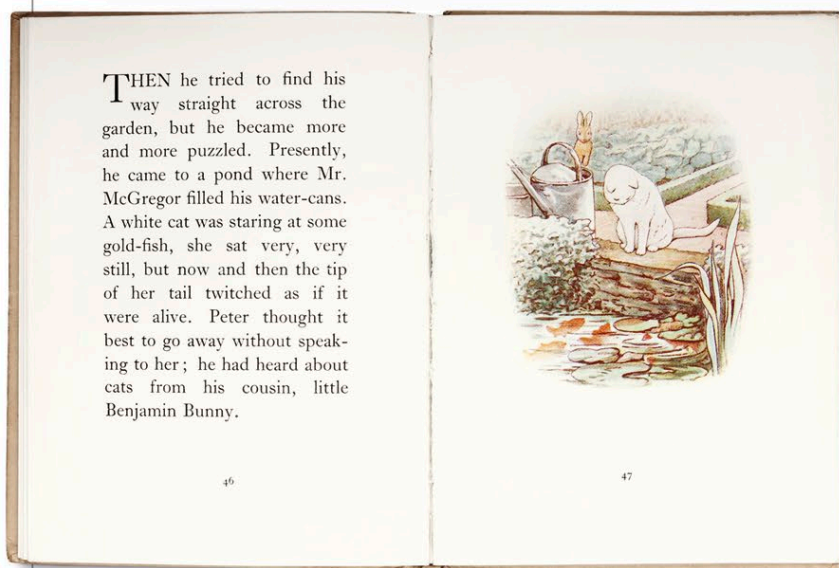 THEN he tried to find his
way straight across the
garden, but he became more
and more puzzled. Presently,
he came to a pond where Mr.
McGregor filled his water-cans.
A white cat was staring at some
gold-fish, she sat very, very
still, but now and then the tip
of her tail twitched as if it
were alive. Peter thought it
best to go away without speak-
ing to her; he had heard about
cats from his cousin, little
Benjamin Bunny.
46
47